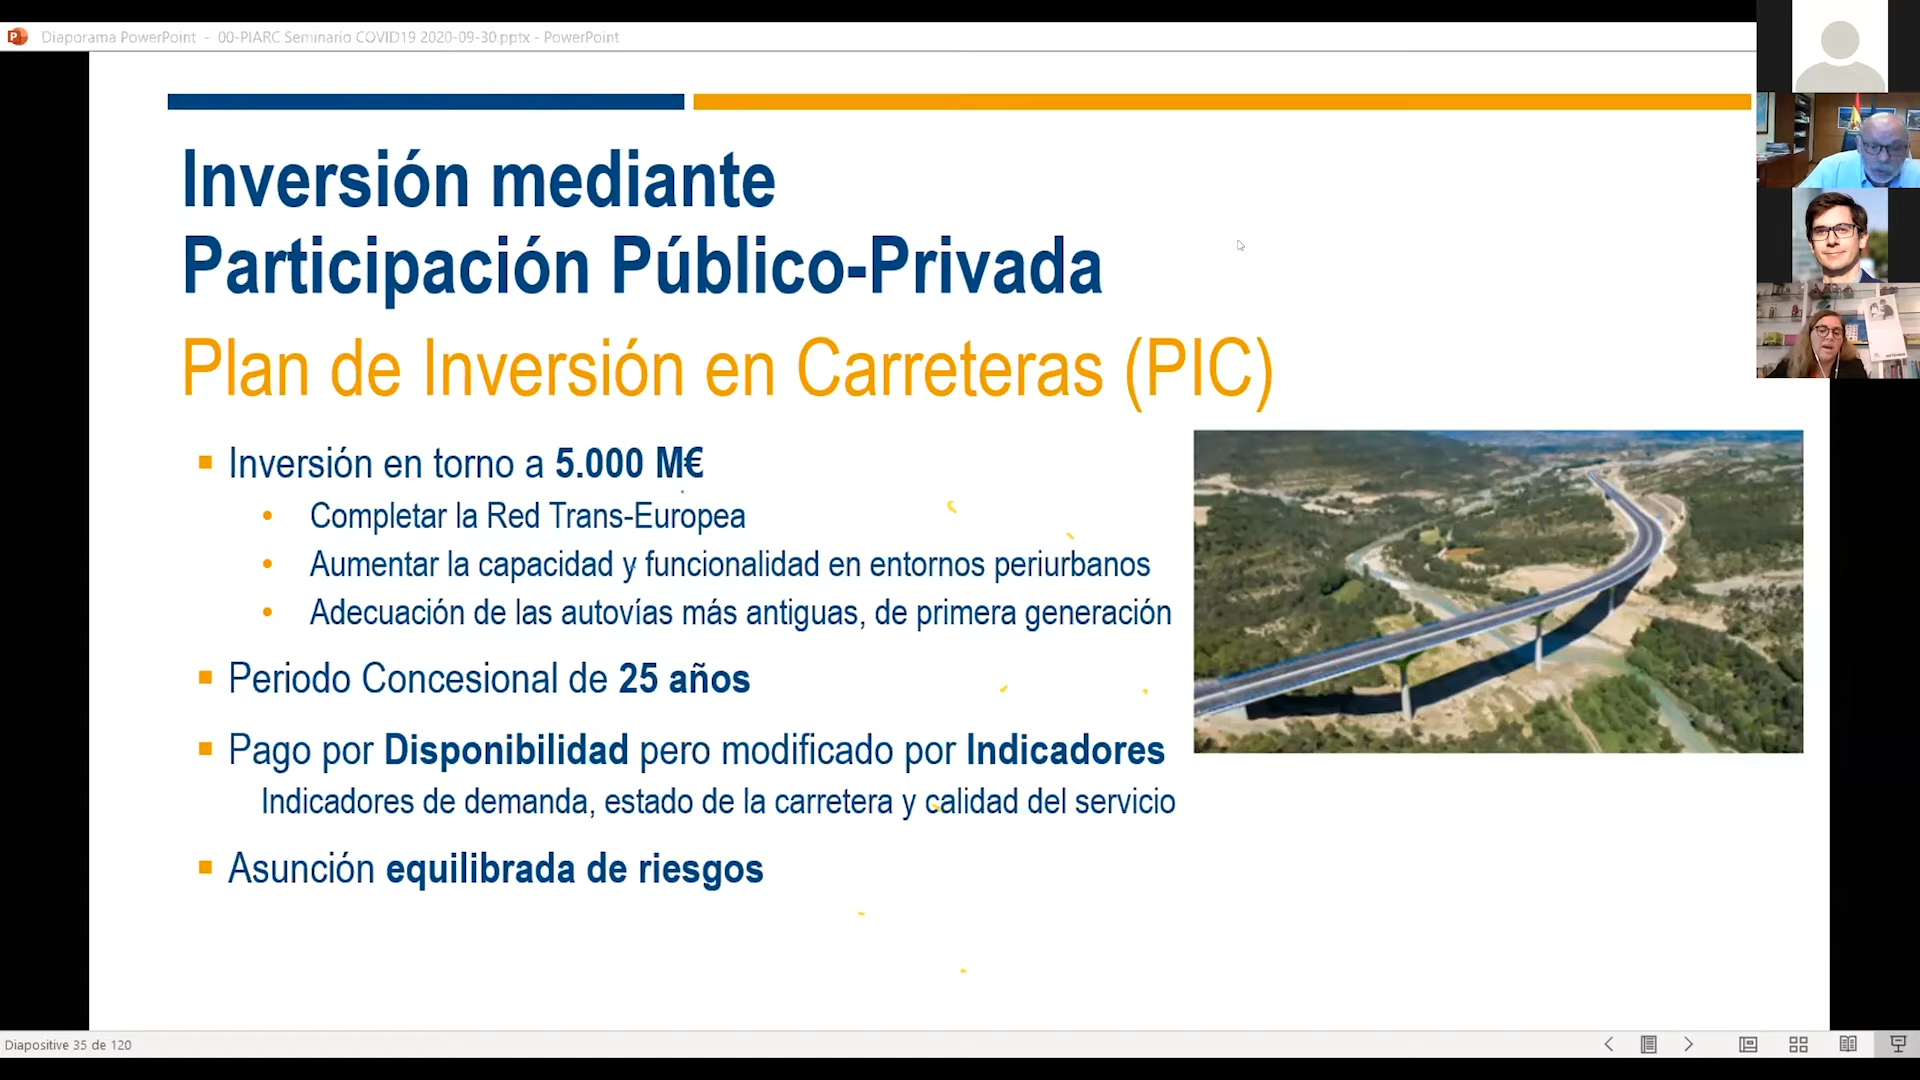 Diaporama PowerPoint - 00-PIARC Seminario COVID19 2020-09-30.pptx - PowerPoint
Inversión mediante
Participación Público-Privada
Plan de Inversión en Carreteras (PIC)
Inversión en torno a 5.000 M€
Completar la Red Trans-Europea
Aumentar la capacidad y funcionalidad en entornos periurbanos
Adecuación de las autovías más antiguas, de primera generación
Periodo Concesional de 25 años
Pago por Disponibilidad pero modificado por Indicadores
Indicadores de demanda, estado de la carretera y calidad del servicio
Asunción equilibrada de riesgos
Diapositive 35 de 120